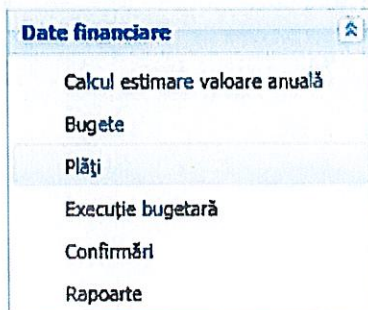 Date financiare
Calcul estimare valoare anuală
Bugete
Plăţi
Execuţie bugetară
Confirmări
Rapoarte